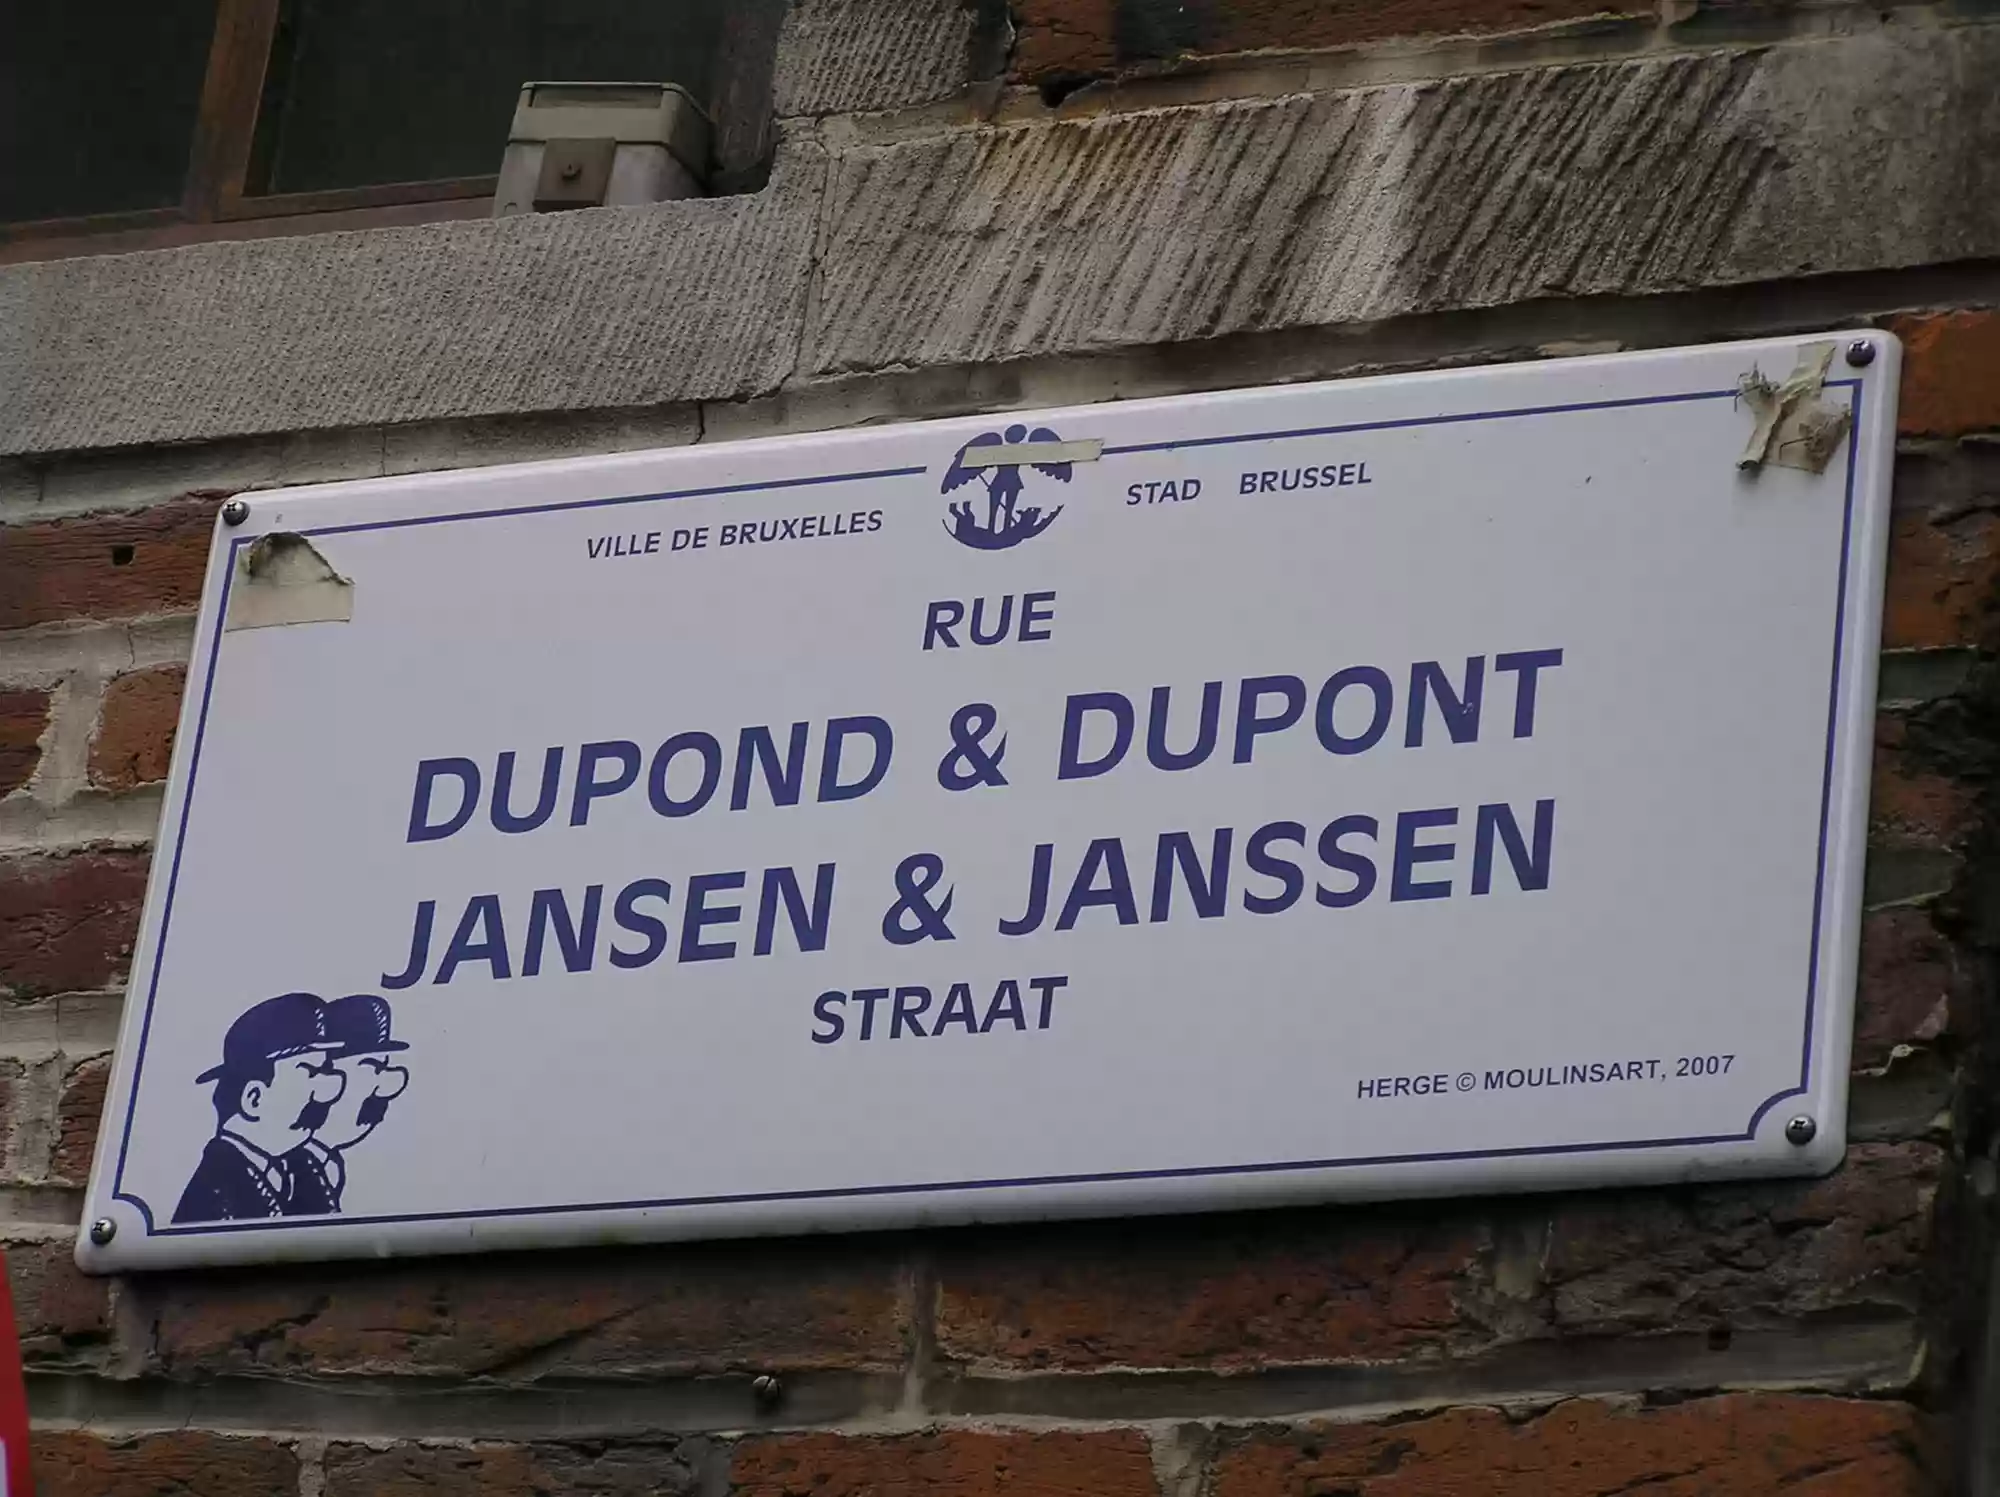 VILLE DE BRUXELLES STAD BRUSSEL
RUE
DUPOND & DUPONT
JANSEN & JANSSEN
STRAAT
HERGE © MOULINSART, 2007